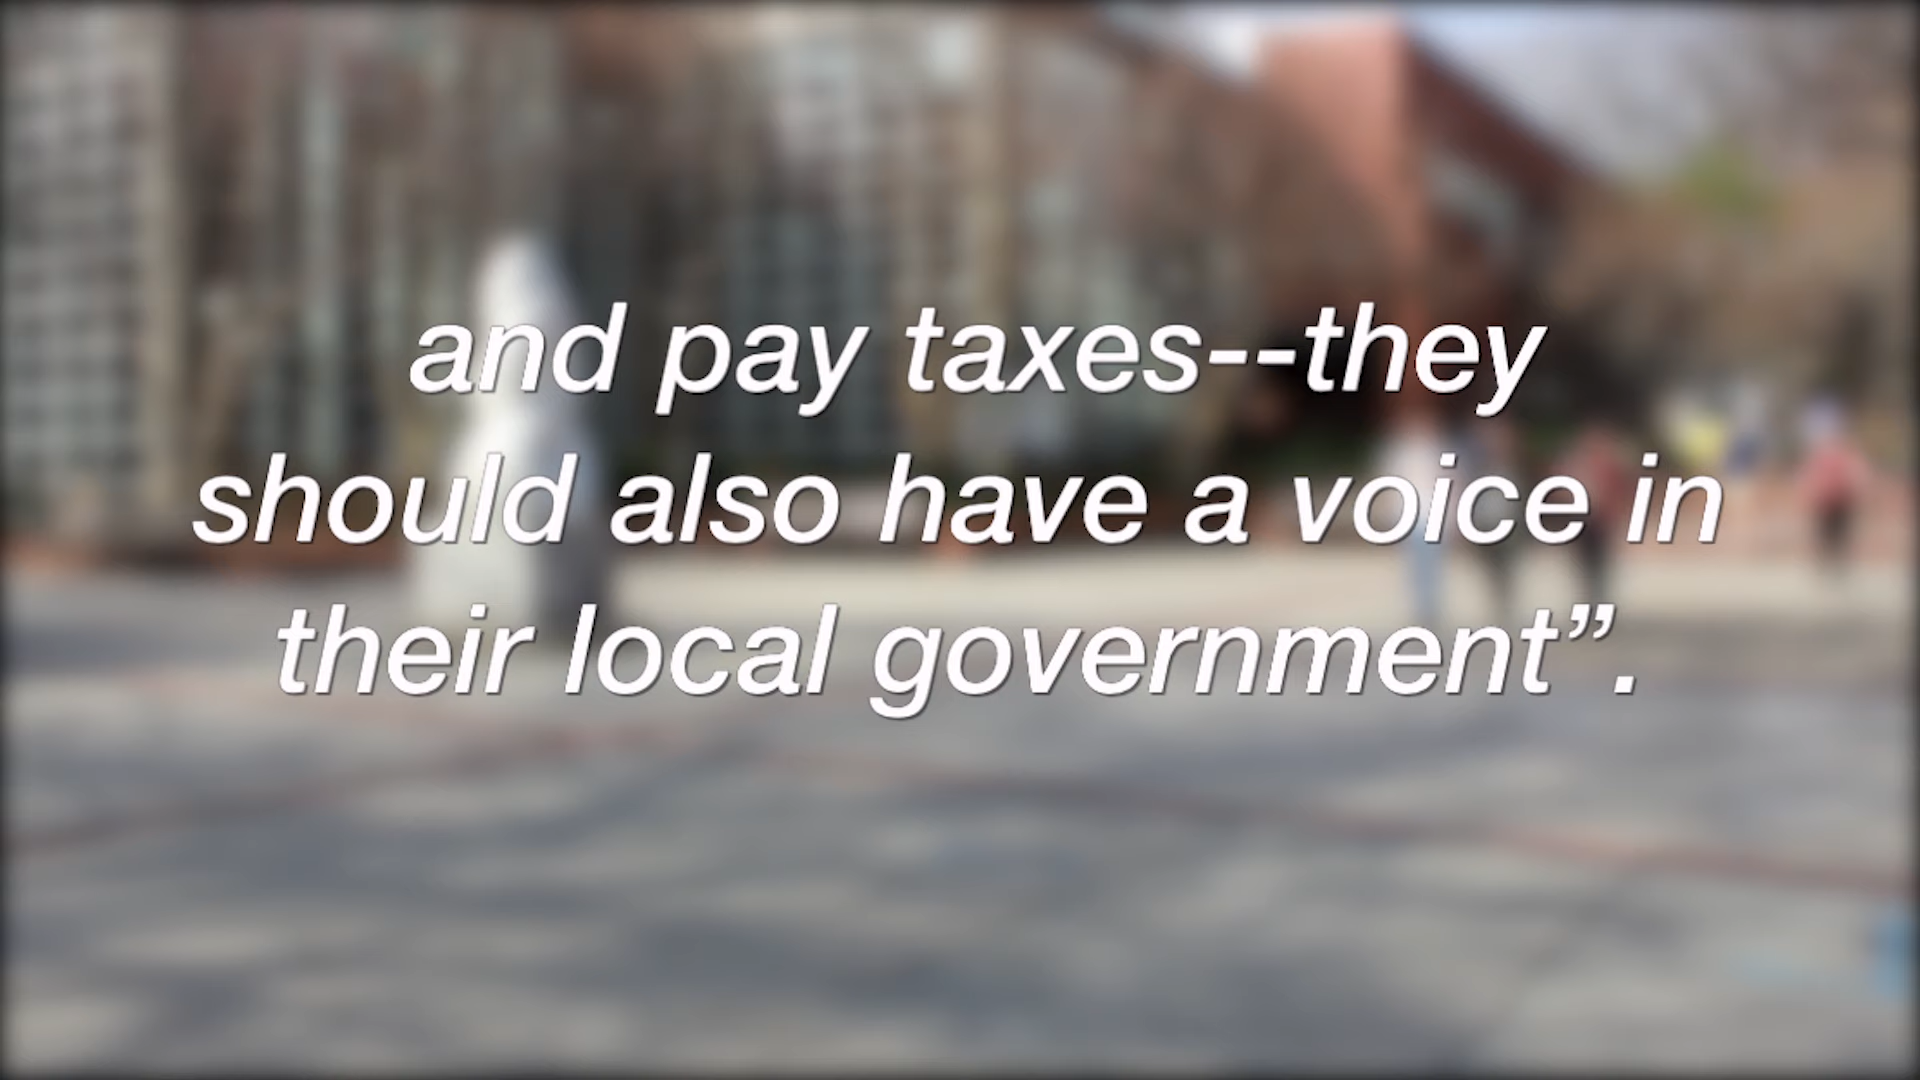 and pay taxes--they
should also have a voice in
their local government”.